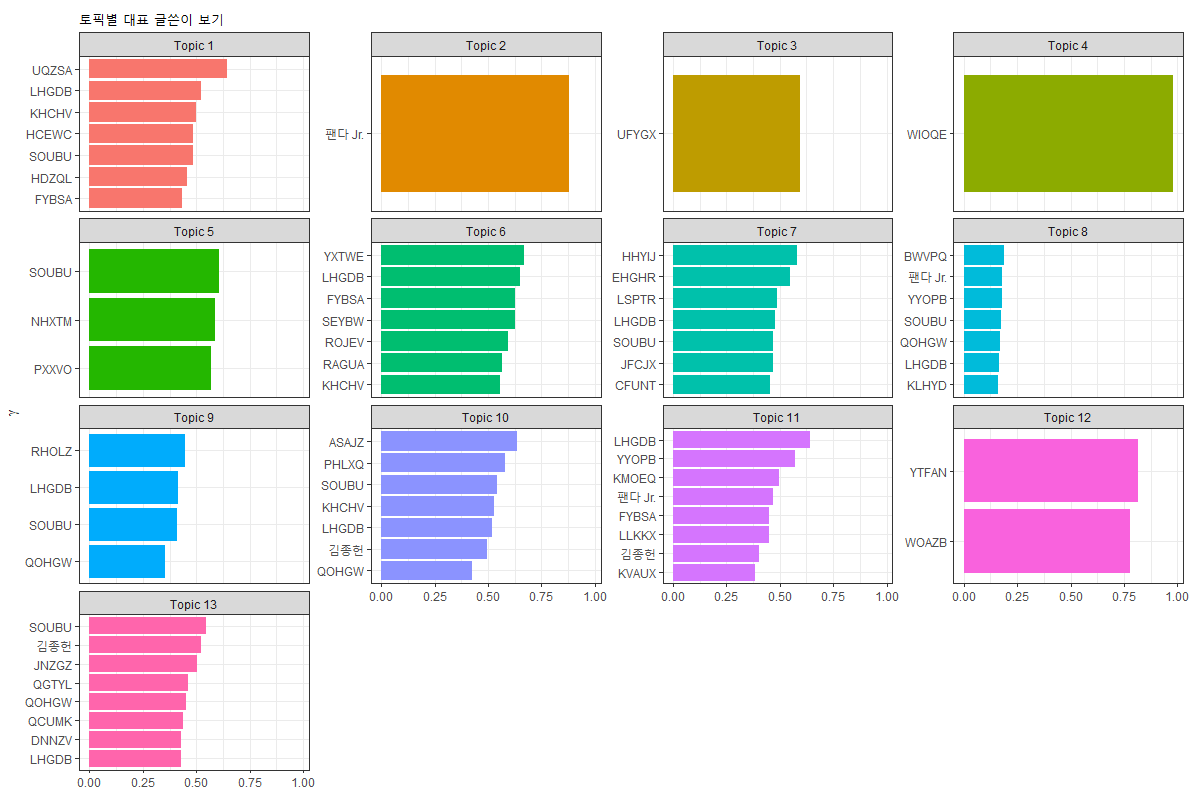 토픽별 대표 글쓴이 보기
Topic 1
UQZSA
LHGDB
KHCHV
HCEWC
SOUBU
HDZQL
FYBSA
Topic 2
팬다 Jr.
Topic 3
UFYGX
Topic 4
WIOQE
Topic 5
SOUBU
NHXTM
PXXVO
Topic 6
YXTWE
LHGDB
FYBSA
SEYBW
ROJEV
RAGUA
KHCHV
Topic 7
HHYIJ
EHGHR
LSPTR
LHGDB
SOUBU
JFCJX
CFUNT
Topic 8
BWVPQ
팬다 Jr.
YYOPB
SOUBU
QOHGW
LHGDB
KLHYD
γ
Topic 9
RHOLZ
LHGDB
SOUBU
QOHGW
Topic 10
ASAJZ
PHLXQ
SOUBU
KHCHV
LHGDB
김종헌
QOHGW
0.00 0.25 0.50 0.75 1.00
Topic 11
LHGDB
YYOPB
KMOEQ
팬다 Jr.
FYBSA
LLKKX
김종헌
KVAUX
0.00 0.25 0.50 0.75 1.00
Topic 12
YTFAN
WOAZB
0.00 0.25 0.50 0.75 1.00
Topic 13
SOUBU
김종헌
JNZGZ
QGTYL
QOHGW
QCUMK
DNNZV
LHGDB
0.00 0.25 0.50 0.75 1.00